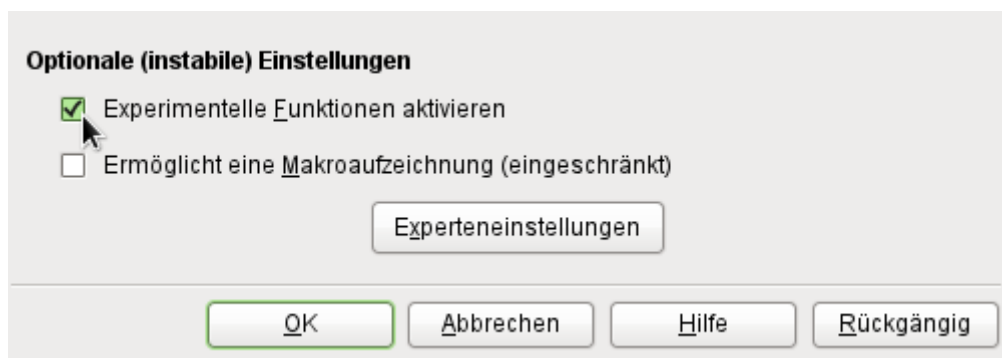 Optionale (instabile) Einstellungen
Experimentelle Funktionen aktivieren
Ermöglicht eine Makroaufzeichnung (eingeschränkt)
Experteneinstellungen
OK Abbrechen Hilfe Rückgängig